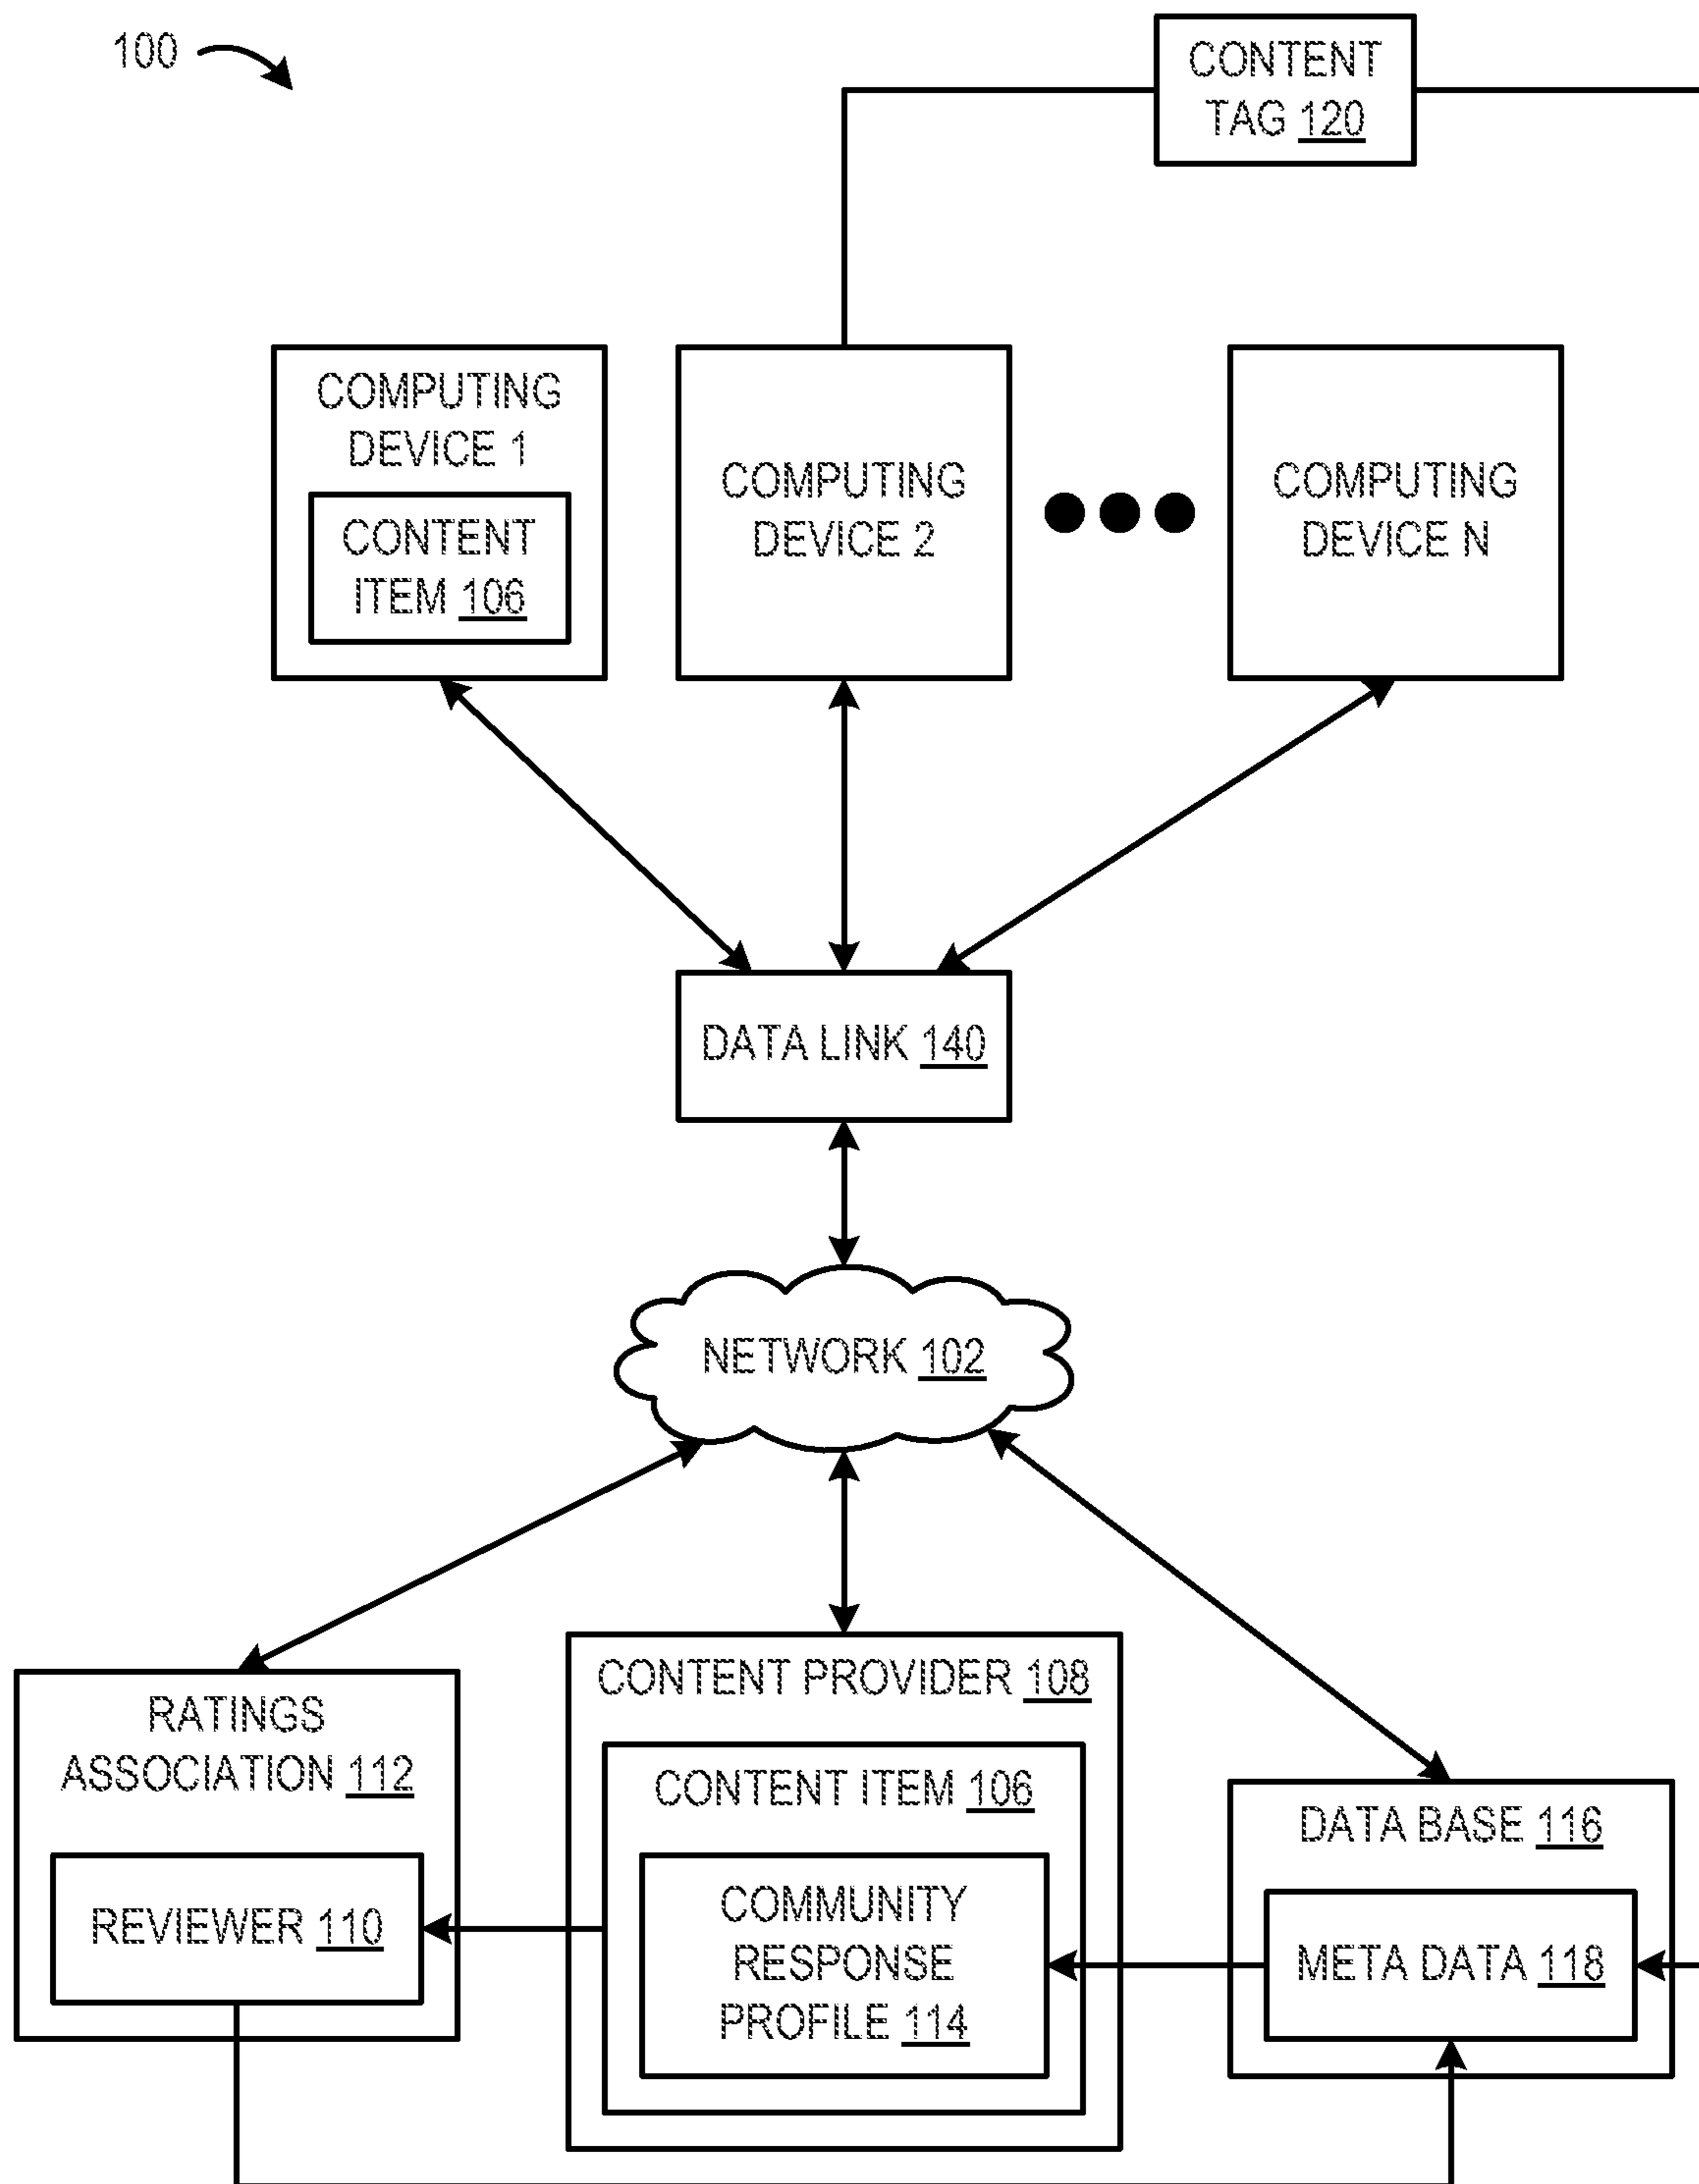 100
CONTENT
TAG 120
COMPUTING
DEVICE 1
CONTENT
ITEM 106
COMPUTING
DEVICE 2
COMPUTING
DEVICE N
DATA LINK 140
NETWORK 102
RATINGS
ASSOCIATION 112
REVIEWER 110
CONTENT PROVIDER 108
CONTENT ITEM 106
COMMUNITY
RESPONSE
PROFILE 114
DATA BASE 116
META DATA 118